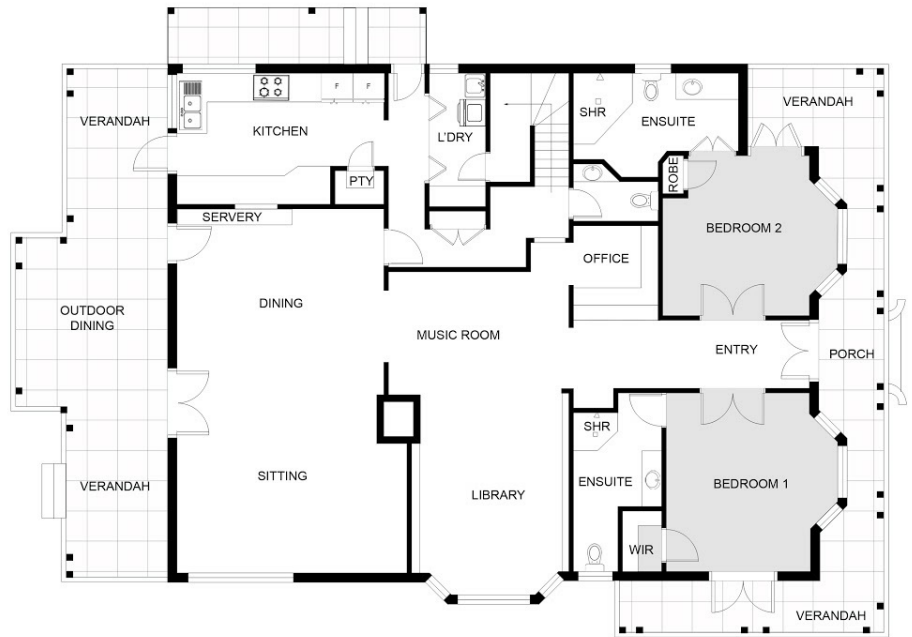 VERANDAH
KITCHEN
F
F
L'DRY
SHR
ENSUITE
VERANDAH
PTY
ROBE
SERVERY
BEDROOM 2
OFFICE
DINING
OUTDOOR
DINING
MUSIC ROOM
ENTRY
PORCH
SHR
SITTING
VERANDAH
LIBRARY
ENSUITE
BEDROOM 1
WIR
VERANDAH